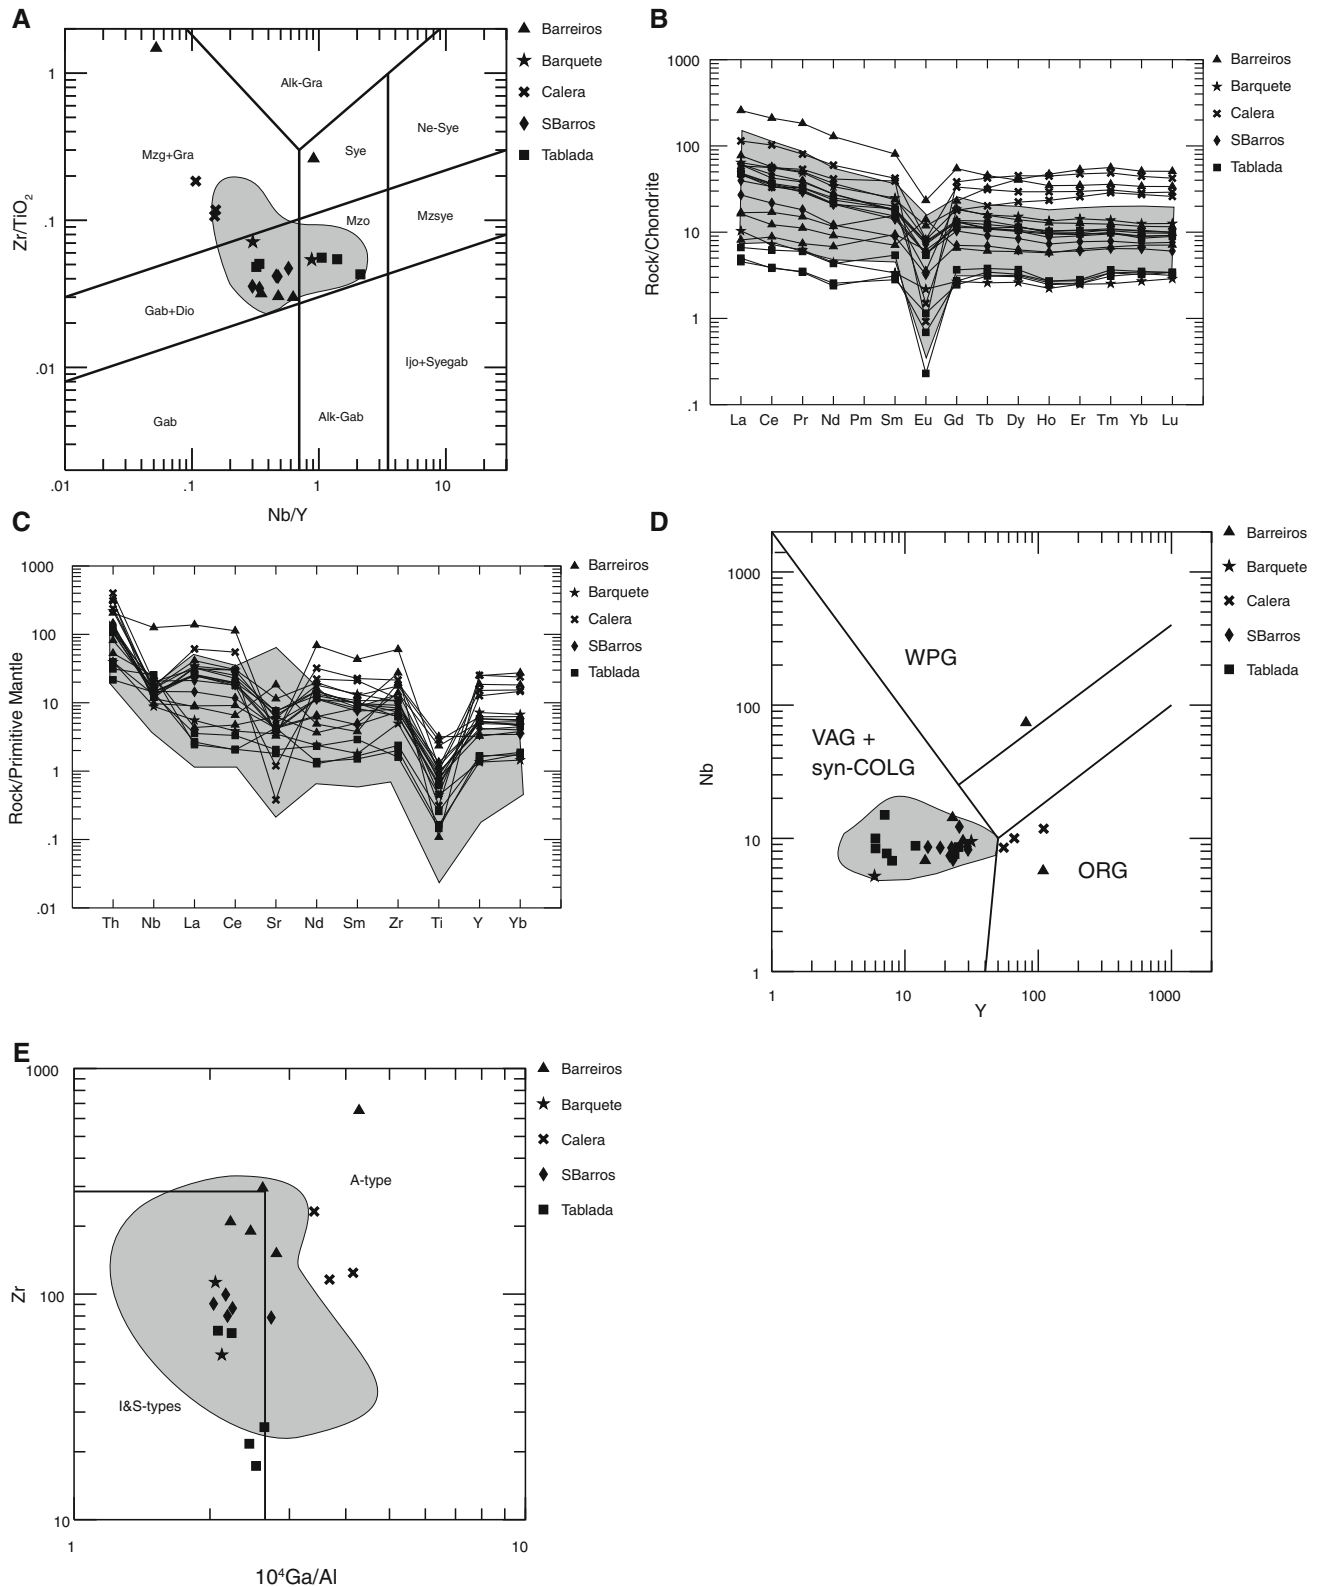 A
Barreiros
Barquete
Calera
SBarros
Tablada
1
.1
.01
Zr/TiO2
Alk-Gra
Ne-Sye
Mzg+Gra
Sye
Mzo
Mzsye
Gab+Dio
Ijo+Syegab
Gab
Alk-Gab
.01
.1
1
10
Nb/Y
B
Barreiros
Barquete
Calera
SBarros
Tablada
1000
100
10
1
.1
Rock/Chondrite
La Ce Pr Nd Pm Sm Eu Gd Tb Dy Ho Er Tm Yb Lu
C
Barreiros
Barquete
Calera
SBarros
Tablada
1000
100
10
1
.1
.01
Rock/Primitive Mantle
Th Nb La Ce Sr Nd Sm Zr Ti Y Yb
D
Barreiros
Barquete
Calera
SBarros
Tablada
1000
100
10
1
Nb
WPG
VAG +
syn-COLG
ORG
1
10
100
1000
Y
E
Barreiros
Barquete
Calera
SBarros
Tablada
1000
100
10
Zr
A-type
I&S-types
1
10
10⁴Ga/Al